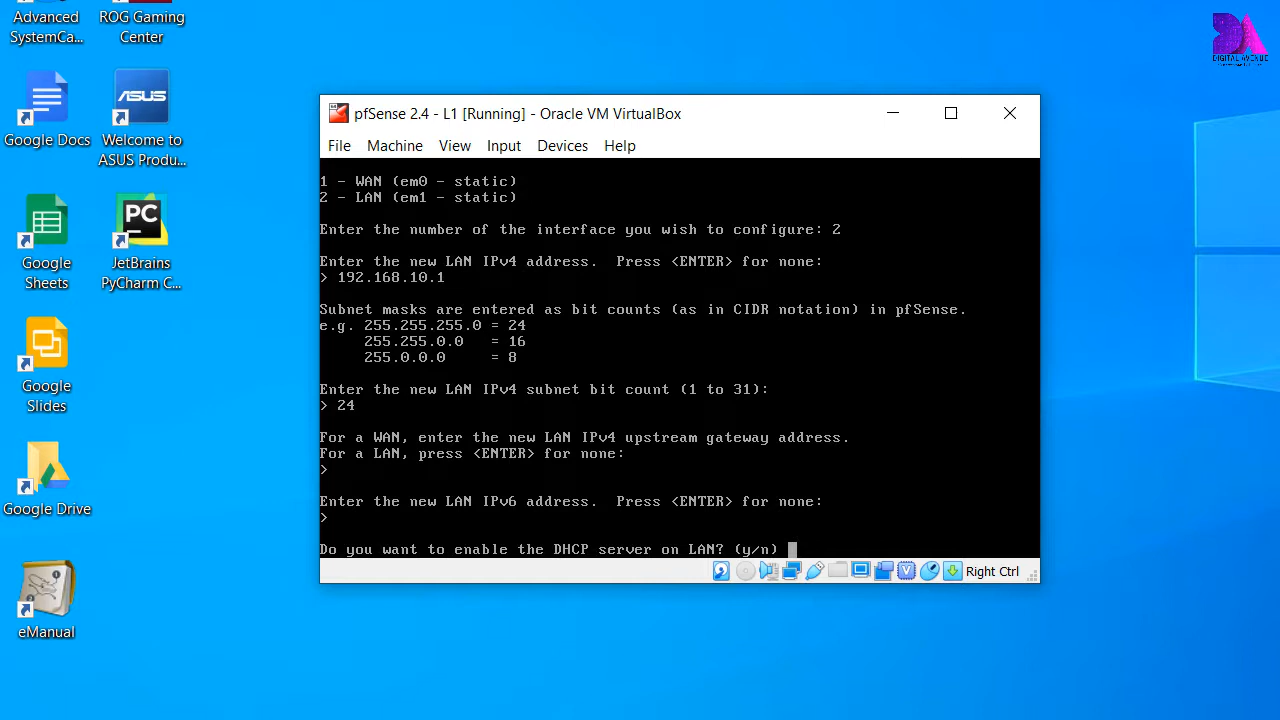 Advanced
SystemCa...
ROG Gaming
Center
Google Docs
ASUS
Welcome to
ASUS Produ...
Google
Sheets
PC
JetBrains
PyCharm C...
Google
Slides
Google Drive
eManual
DIGITAL AVENUE
pfSense 2.4 - L1 [Running] - Oracle VM VirtualBox
File Machine View Input Devices Help
1 - WAN (em0 - static)
2 - LAN (em1 - static)
Enter the number of the interface you wish to configure: 2
Enter the new LAN IPv4 address.  Press <ENTER> for none:
> 192.168.10.1
Subnet masks are entered as bit counts (as in CIDR notation) in pfSense.
e.g. 255.255.255.0 = 24
     255.255.0.0   = 16
     255.0.0.0     = 8
Enter the new LAN IPv4 subnet bit count (1 to 31):
> 24
For a WAN, enter the new LAN IPv4 upstream gateway address.
For a LAN, press <ENTER> for none:
>
Enter the new LAN IPv6 address.  Press <ENTER> for none:
>
Do you want to enable the DHCP server on LAN? (y/n)
Right Ctrl